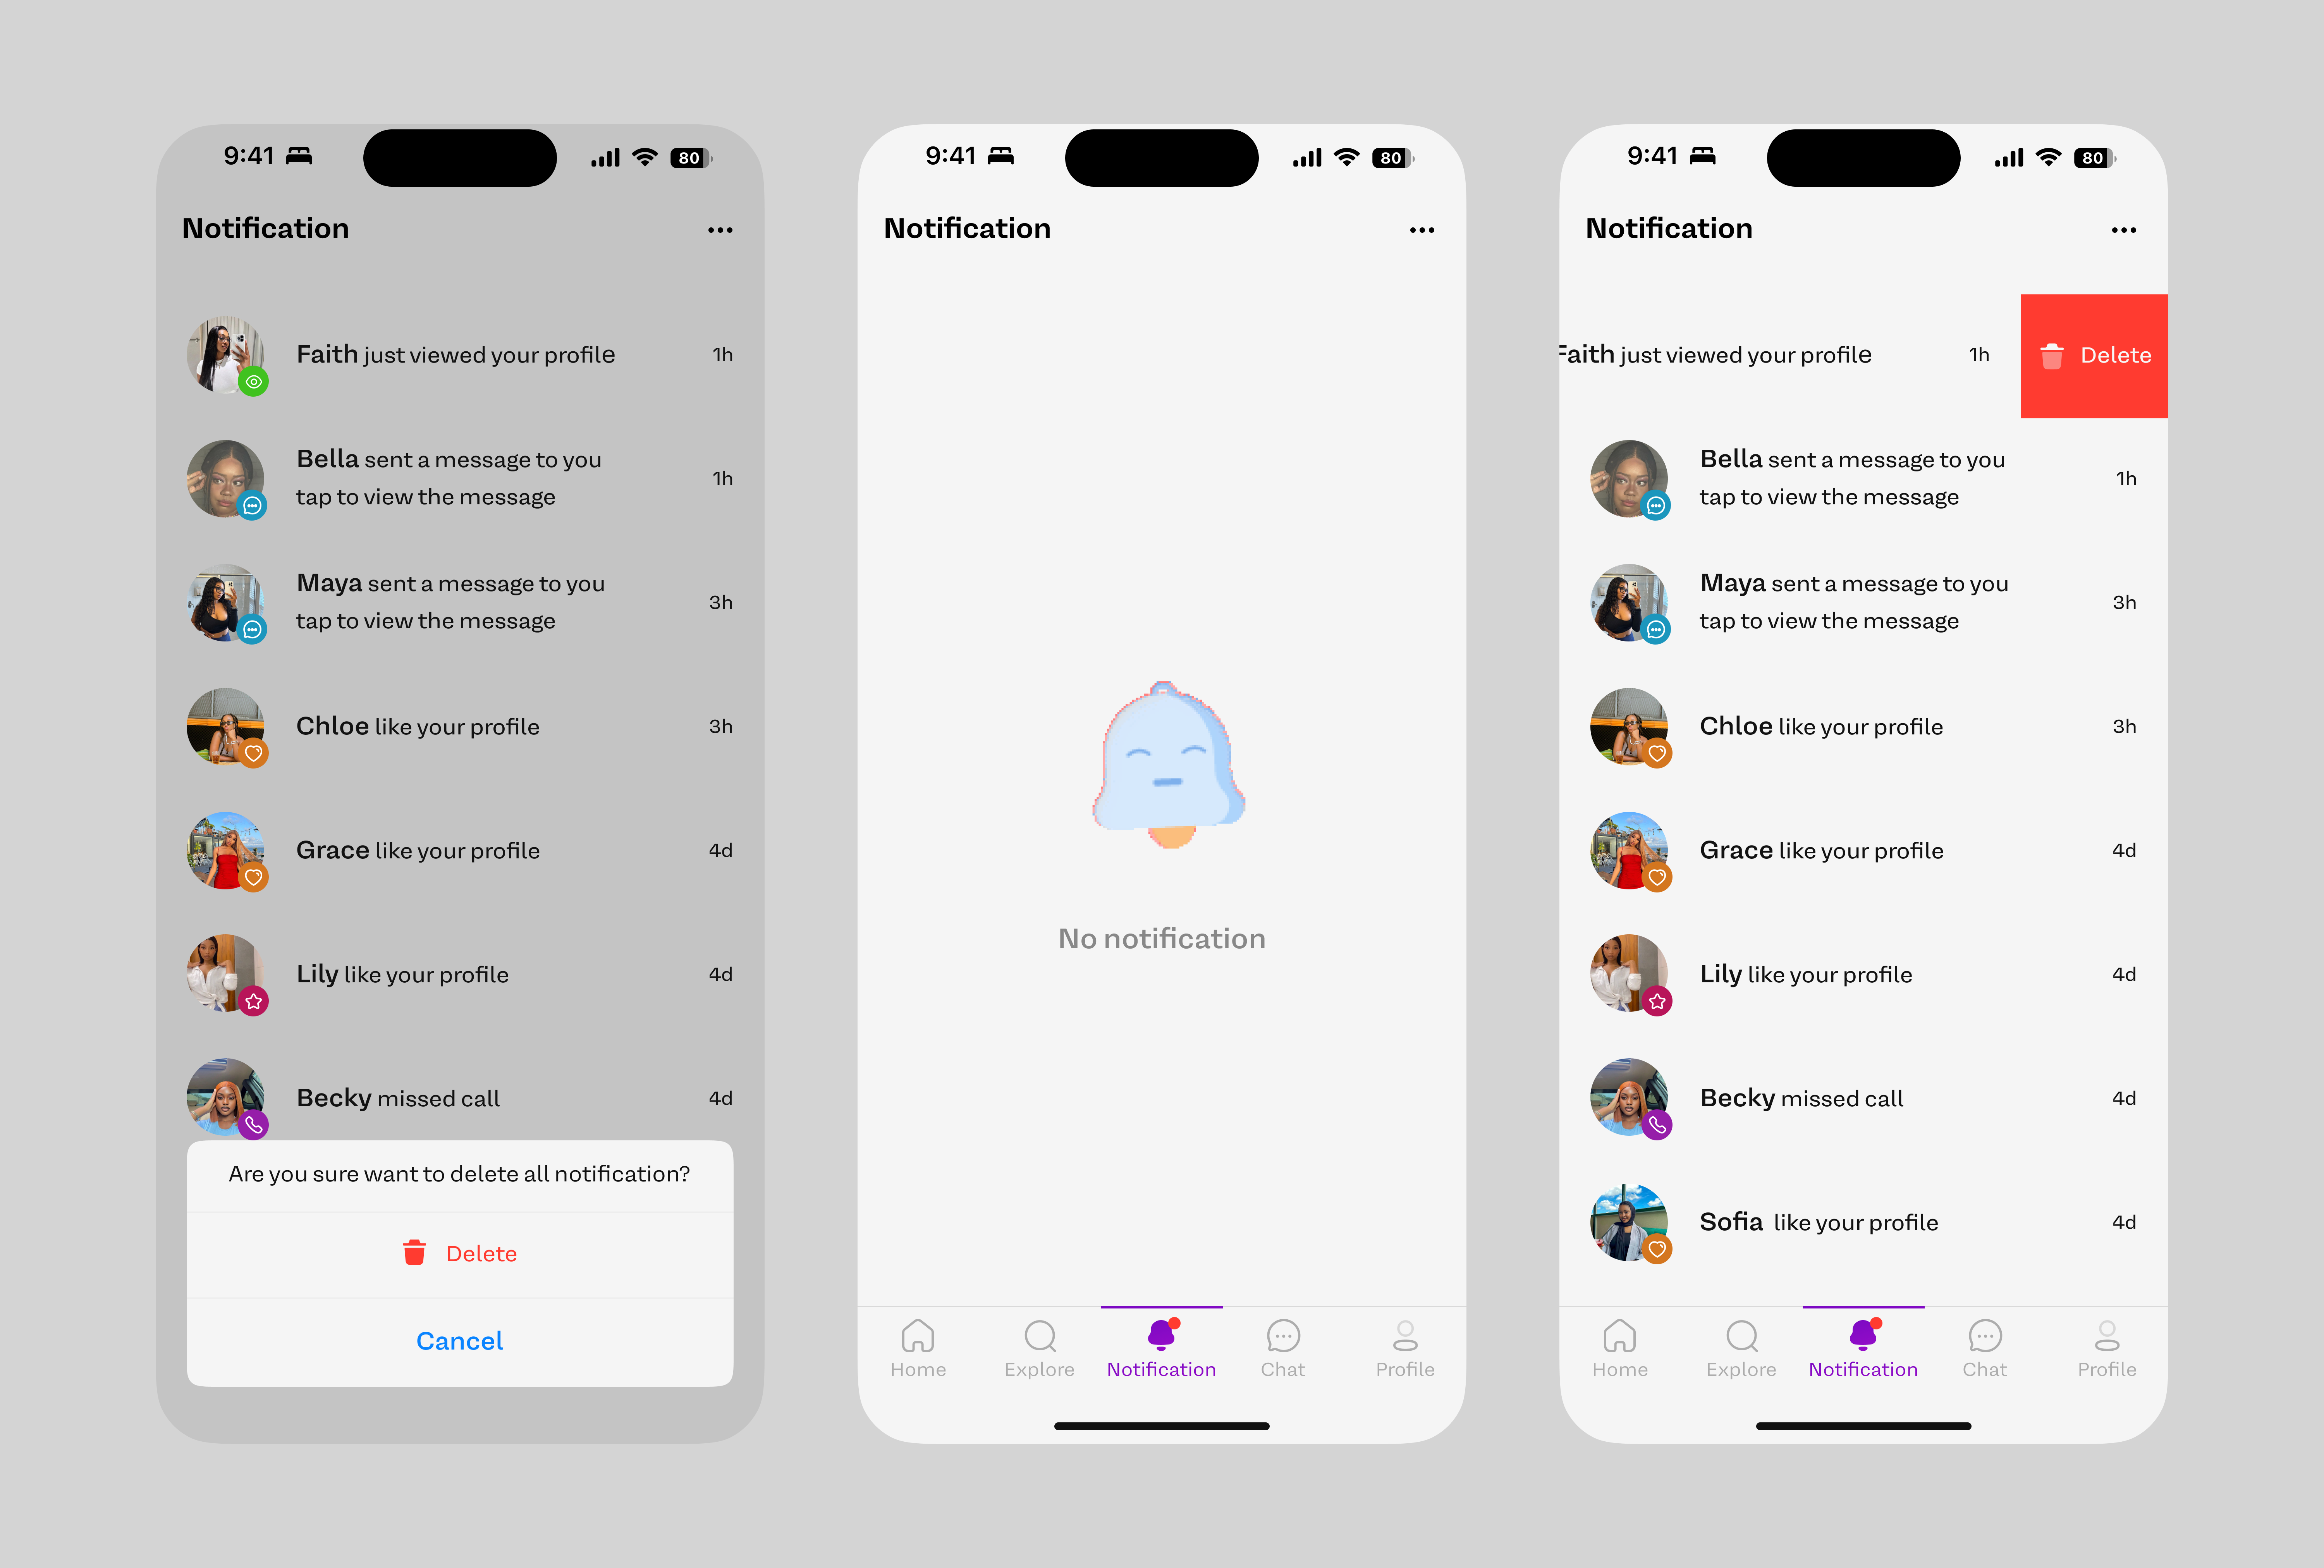 9:41
80
Notification
Faith just viewed your profile
1h
Bella sent a message to you
tap to view the message
1h
Maya sent a message to you
tap to view the message
3h
Chloe like your profile
3h
Grace like your profile
4d
Lily like your profile
4d
Becky missed call
4d
Are you sure want to delete all notification?
Delete
Cancel
9:41
80
Notification
No notification
Home
Explore
Notification
Chat
Profile
9:41
80
Notification
Faith just viewed your profile
1h
Delete
Bella sent a message to you
tap to view the message
1h
Maya sent a message to you
tap to view the message
3h
Chloe like your profile
3h
Grace like your profile
4d
Lily like your profile
4d
Becky missed call
4d
Sofia like your profile
4d
Home
Explore
Notification
Chat
Profile